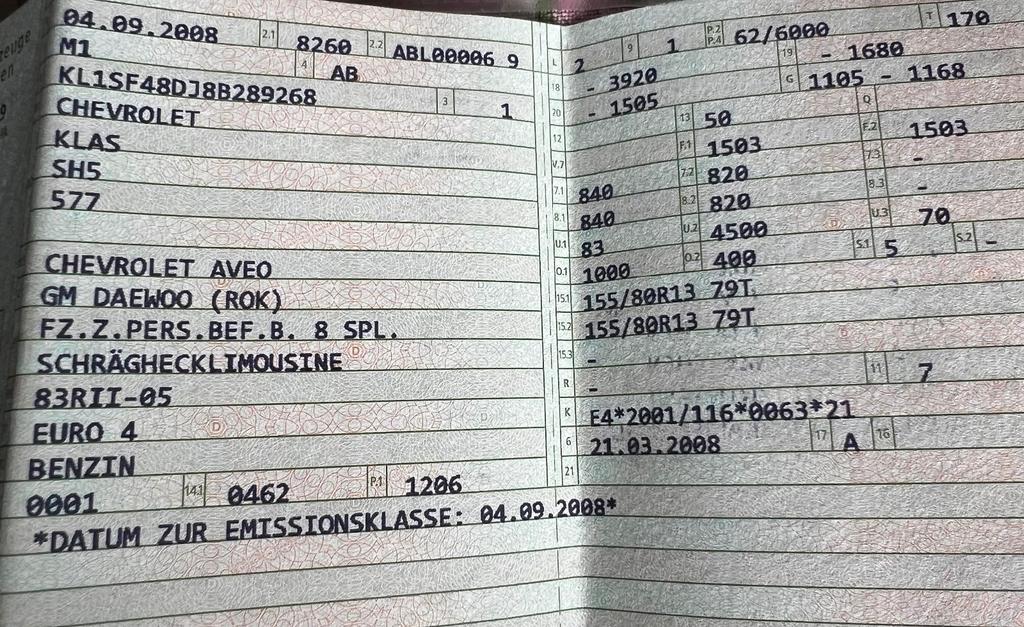 04.09.2008 2.1 8260 2.2 ABL00006 9
M1 4 AB
KL1SF48DJ8B289268 3 1
CHEVROLET
KLAS
SH5
577
CHEVROLET AVEO
GM DAEWOO (ROK)
FZ.Z.PERS.BEF.B. 8 SPL.
SCHRÄGHECKLIMOUSINE
83RII-05
EURO 4
BENZIN
0001 14.1 0462 P.1 1206
*DATUM ZUR EMISSIONSKLASSE: 04.09.2008*
L 2 9 1 P.2 P.4 62/6000 T 170
18 - 3920 19 - 1680
20 - 1505 G 1105 - 1168
12 13 50 Q
V.7 F.1 1503 F.2 1503
7.1 840 7.2 820 7.3 -
8.1 840 8.2 820 8.3 -
U.1 83 U.2 4500 U.3 70
O.1 1000 O.2 400 S.1 5 S.2 -
15.1 155/80R13 79T
15.2 155/80R13 79T
15.3 -
R - 11 7
K E4*2001/116*0063*21
6 21.03.2008 17 A 16
21